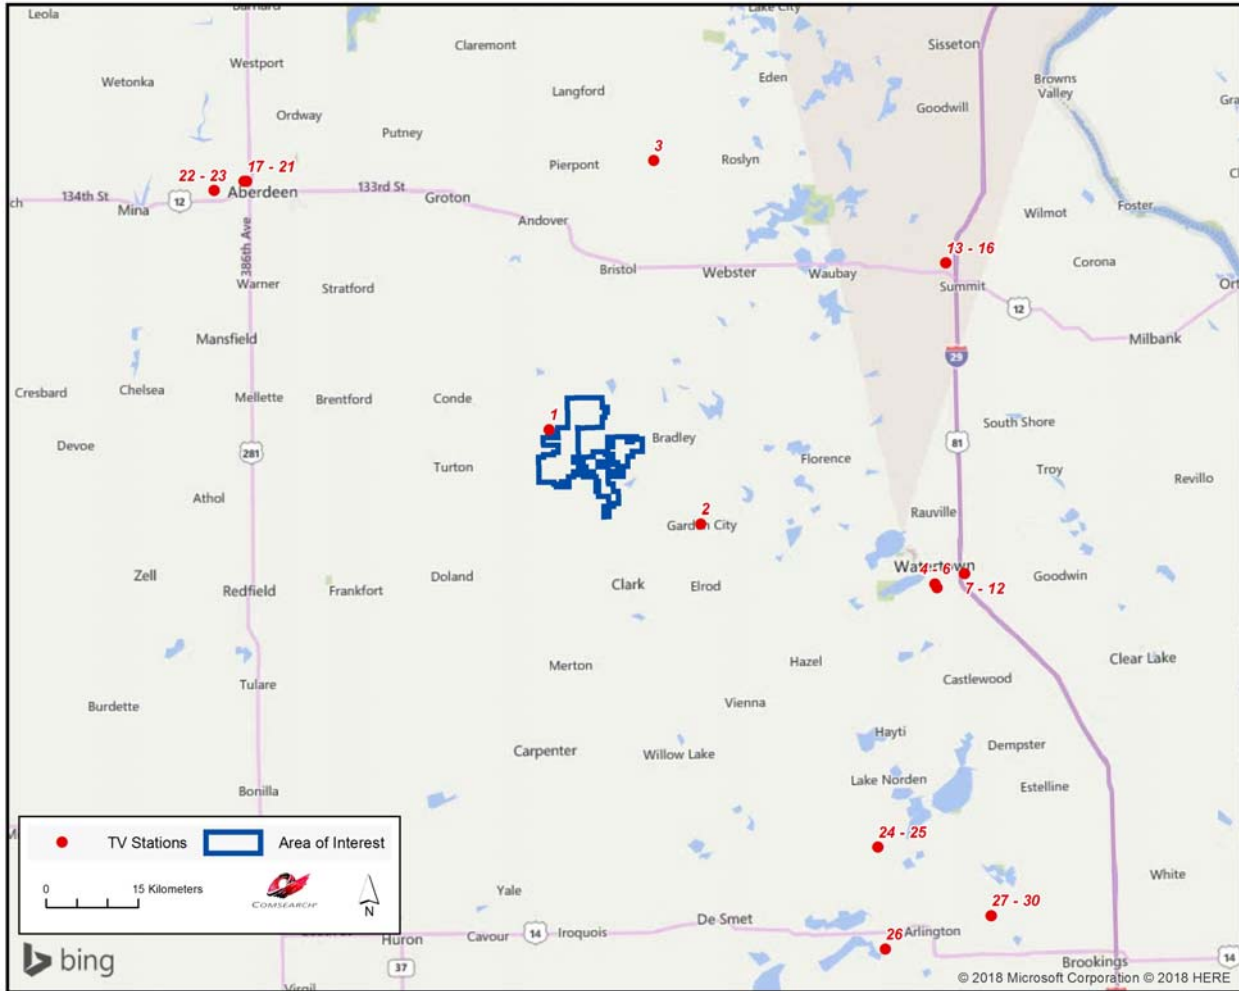 Leola
Claremont
Sisseton
Westport
Wetonka
Eden
Browns
Valley
Langford
Goodwill
Ordway
Putney
3
Pierpont
Roslyn
22 - 23
17 - 21
Aberdeen
133rd St
134th St
12
Mina
Groton
Andover
Wilmot
Foster
386th Ave
13 - 16
Bristol
Webster
Waubay
Corona
Warner
Stratford
Summit
12
Mansfield
Milbank
29
Cresbard
Chelsea
Mellette
Brentford
Conde
1
South Shore
Devoe
281
Bradley
81
Turton
Florence
Troy
Revillo
Athol
2
Garden City
Rauville
Watertown
4 - 6
7 - 12
Goodwin
Zell
Redfield
Frankfort
Doland
Clark
Elrod
Merton
Hazel
Clear Lake
Castlewood
Tulare
Burdette
Vienna
Hayti
Dempster
Carpenter
Willow Lake
Lake Norden
Estelline
Bonilla
TV Stations
Area of Interest
0
15 Kilometers
COMSEARCH
N
24 - 25
White
Yale
27 - 30
De Smet
Arlington
26
Huron
Cavour
14
Iroquois
37
Brookings
14
bing
© 2018 Microsoft Corporation © 2018 HERE